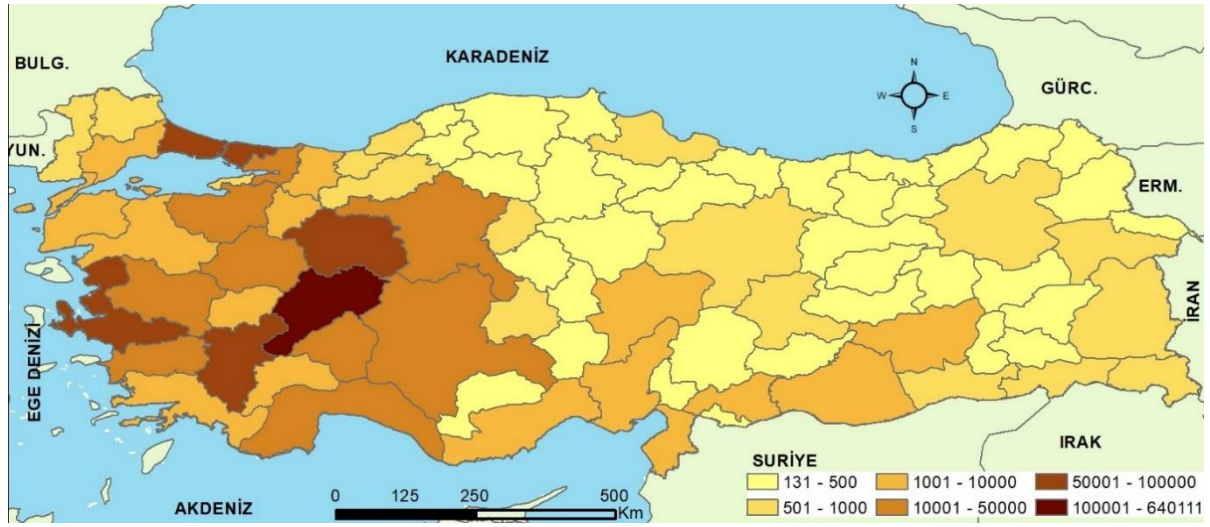 BULG.
KARADENİZ
N
W E
S
GÜRC.
YUN.
ERM.
EGE DENİZİ
İRAN
AKDENİZ
0 125 250 500
Km
SURİYE
IRAK
131 - 500
501 - 1000
1001 - 10000
10001 - 50000
50001 - 100000
100001 - 640111